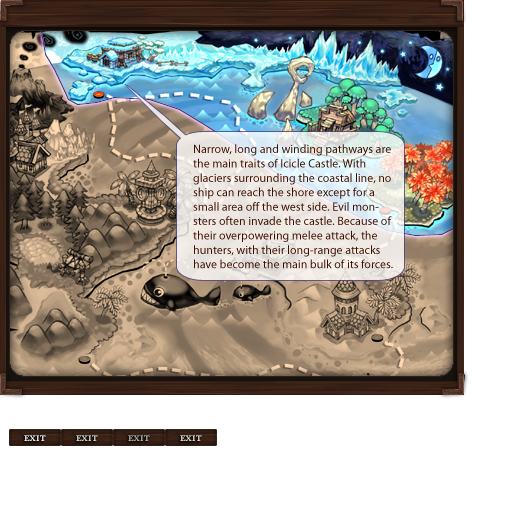 Narrow, long and winding pathways are
the main traits of Icicle Castle. With
glaciers surrounding the coastal line, no
ship can reach the shore except for a
small area off the west side. Evil mon-
sters often invade the castle. Because of
their overpowering melee attack, the
hunters, with their long-range attacks
have become the main bulk of its forces.
EXIT EXIT EXIT EXIT